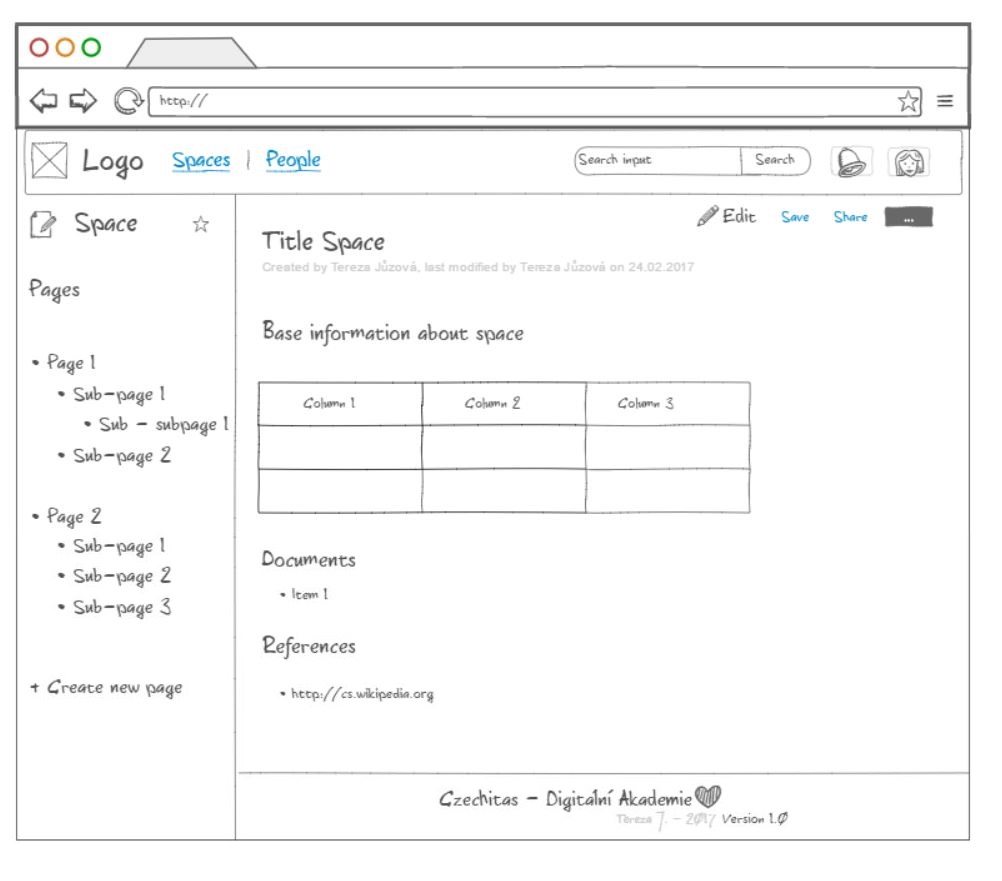 http://
Logo Spaces | People Search input Search
Space
Edit Save Share ...
Title Space
Created by Tereza Jůzová, last modified by Tereza Jůzová on 24.02.2017
Pages
Base information about space
• Page 1
• Sub-page 1
• Sub - subpage 1
• Sub-page 2
Column 1 Column 2 Column 3
• Page 2
• Sub-page 1
• Sub-page 2
• Sub-page 3
Documents
• Item 1
References
+ Create new page
• http://cs.wikipedia.org
Czechitas - Digitální Akademie
Tereza J. - 2017 Version 1.0